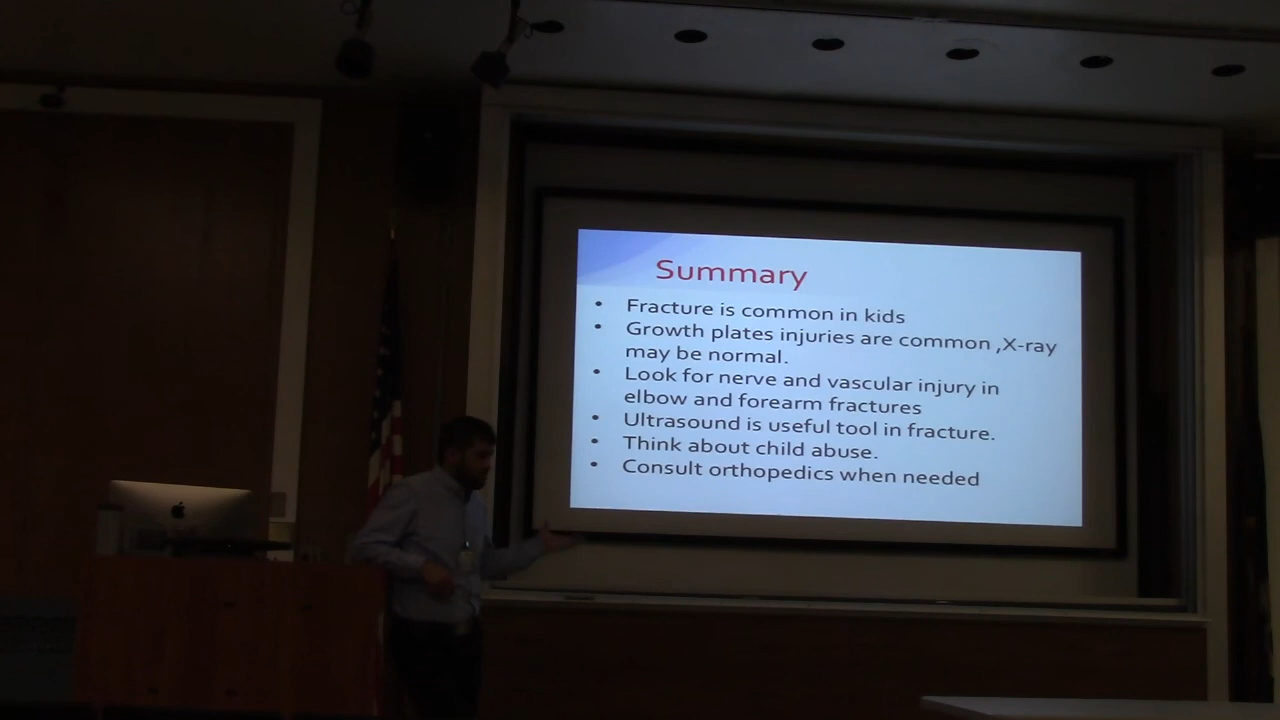 Summary
• Fracture is common in kids
• Growth plates injuries are common ,X-ray
may be normal.
• Look for nerve and vascular injury in
elbow and forearm fractures
• Ultrasound is useful tool in fracture.
• Think about child abuse.
• Consult orthopedics when needed